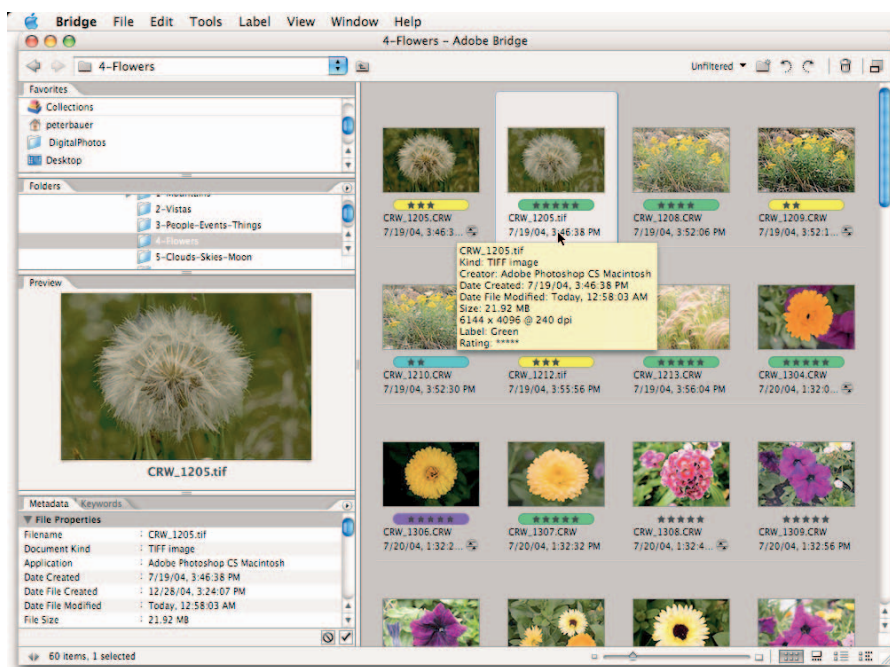 Bridge File Edit Tools Label View Window Help
4-Flowers – Adobe Bridge
4-Flowers
Unfiltered
Favorites
Collections
peterbauer
DigitalPhotos
Desktop
Folders
2-Vistas
3-People-Events-Things
4-Flowers
5-Clouds-Skies-Moon
Preview
CRW_1205.tif
Metadata Keywords
File Properties
Filename : CRW_1205.tif
Document Kind : TIFF image
Application : Adobe Photoshop CS Macintosh
Date Created : 7/19/04, 3:46:38 PM
Date File Created : 12/28/04, 3:24:07 PM
Date File Modified : Today, 12:58:03 AM
File Size : 21.92 MB
60 items, 1 selected
★★★ ★★★★★ ★★★★ ★★
CRW_1205.CRW CRW_1205.tif CRW_1208.CRW CRW_1209.CRW
7/19/04, 3:46:3... 7/19/04, 3:46:38 PM 7/19/04, 3:52:06 PM 7/19/04, 3:52:1...
CRW_1205.tif
Kind: TIFF image
Creator: Adobe Photoshop CS Macintosh
Date Created: 7/19/04, 3:46:38 PM
Date File Modified: Today, 12:58:03 AM
Size: 21.92 MB
6144 x 4096 @ 240 dpi
Label: Green
Rating: *****
★★ ★★★ ★★★★★ ★★★★★
CRW_1210.CRW CRW_1212.tif CRW_1213.CRW CRW_1304.CRW
7/19/04, 3:52:30 PM 7/19/04, 3:55:56 PM 7/19/04, 3:56:04 PM 7/20/04, 1:32:0...
★★★★★ ★★★★★ ★★★★★ ★★★★★
CRW_1306.CRW CRW_1307.CRW CRW_1308.CRW CRW_1309.CRW
7/20/04, 1:32:2... 7/20/04, 1:32:32 PM 7/20/04, 1:32:4... 7/20/04, 1:32:56 PM